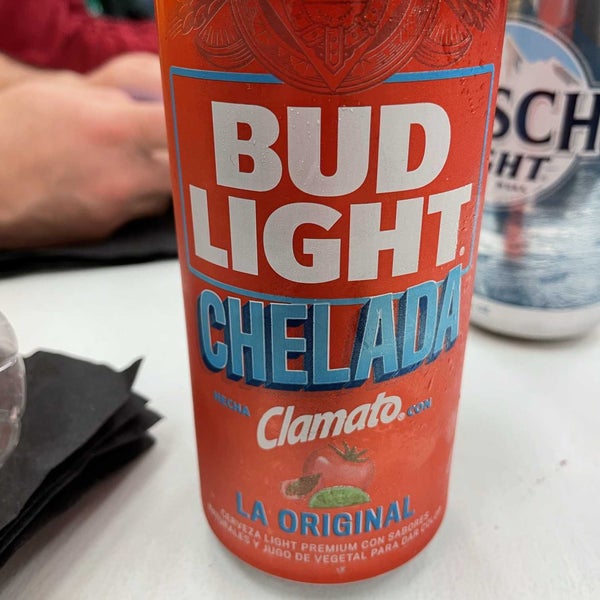 BUD
LIGHT
CHELADA
HECHA Clamato® CON
LA ORIGINAL
CERVEZA LIGHT PREMIUM CON SABORES
NATURALES Y JUGO DE VEGETAL PARA DAR COLOR
SCH
HT